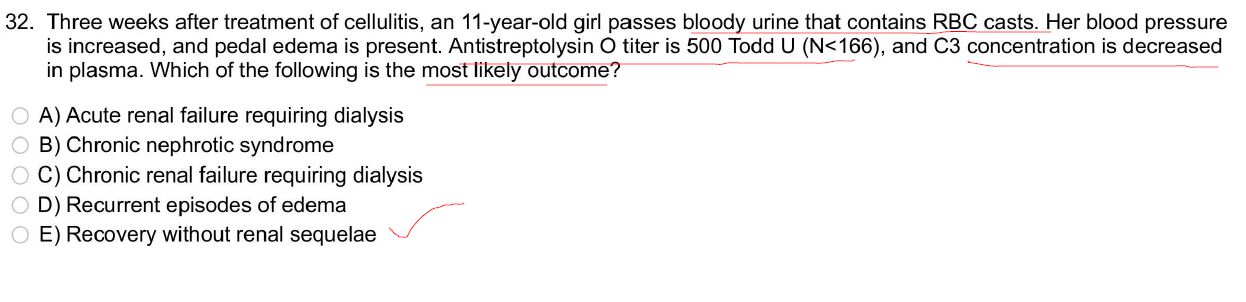 32. Three weeks after treatment of cellulitis, an 11-year-old girl passes bloody urine that contains RBC casts. Her blood pressure
is increased, and pedal edema is present. Antistreptolysin O titer is 500 Todd U (N<166), and C3 concentration is decreased
in plasma. Which of the following is the most likely outcome?
A) Acute renal failure requiring dialysis
B) Chronic nephrotic syndrome
C) Chronic renal failure requiring dialysis
D) Recurrent episodes of edema
E) Recovery without renal sequelae